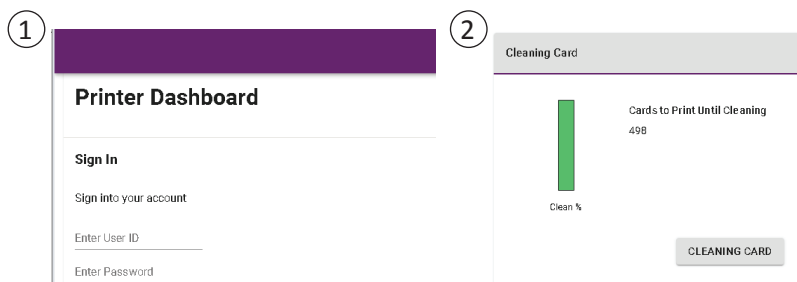 1
Printer Dashboard
Sign In
Sign into your account
Enter User ID
Enter Password
2
Cleaning Card
Cards to Print Until Cleaning
498
Clean %
CLEANING CARD